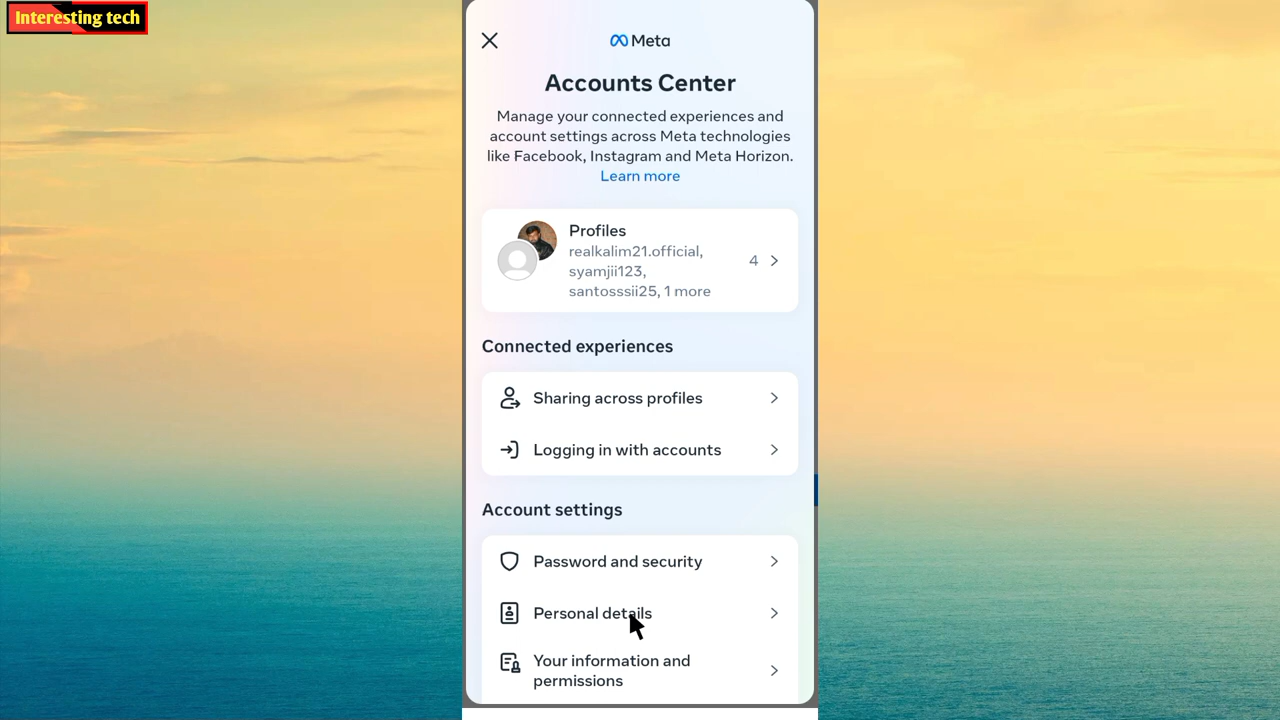 Interesting tech
Meta
Accounts Center
Manage your connected experiences and
account settings across Meta technologies
like Facebook, Instagram and Meta Horizon.
Learn more
Profiles
realkalim21.official,
syamjii123,
santosssii25, 1 more
4
Connected experiences
Sharing across profiles
Logging in with accounts
Account settings
Password and security
Personal details
Your information and
permissions